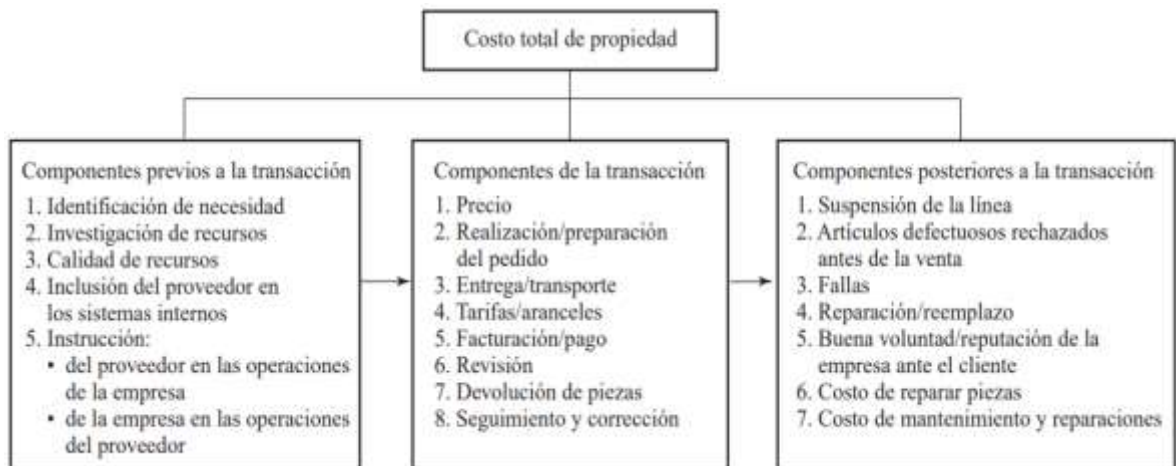 Costo total de propiedad
Componentes previos a la transacción
1. Identificación de necesidad
2. Investigación de recursos
3. Calidad de recursos
4. Inclusión del proveedor en
los sistemas internos
5. Instrucción:
• del proveedor en las operaciones
de la empresa
• de la empresa en las operaciones
del proveedor
Componentes de la transacción
1. Precio
2. Realización/preparación
del pedido
3. Entrega/transporte
4. Tarifas/aranceles
5. Facturación/pago
6. Revisión
7. Devolución de piezas
8. Seguimiento y corrección
Componentes posteriores a la transacción
1. Suspensión de la línea
2. Artículos defectuosos rechazados
antes de la venta
3. Fallas
4. Reparación/reemplazo
5. Buena voluntad/reputación de la
empresa ante el cliente
6. Costo de reparar piezas
7. Costo de mantenimiento y reparaciones